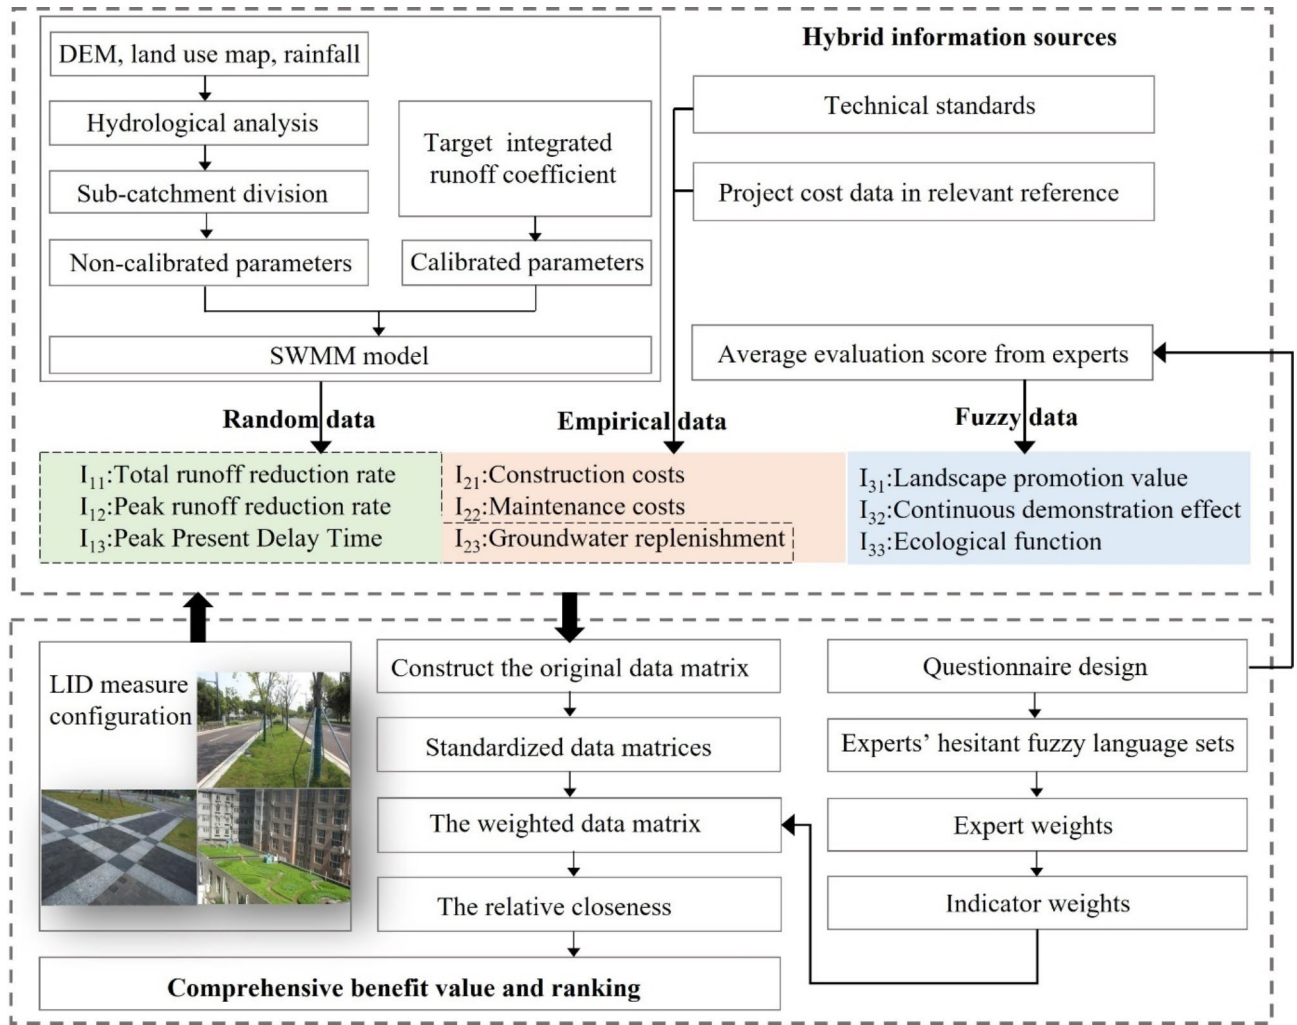 Hybrid information sources
DEM, land use map, rainfall
Hydrological analysis
Sub-catchment division
Non-calibrated parameters
Target integrated
runoff coefficient
Calibrated parameters
SWMM model
Technical standards
Project cost data in relevant reference
Average evaluation score from experts
Random data
Empirical data
Fuzzy data
I11:Total runoff reduction rate
I12:Peak runoff reduction rate
I13:Peak Present Delay Time
I21:Construction costs
I22:Maintenance costs
I23:Groundwater replenishment
I31:Landscape promotion value
I32:Continuous demonstration effect
I33:Ecological function
LID measure
configuration
Construct the original data matrix
Standardized data matrices
The weighted data matrix
The relative closeness
Comprehensive benefit value and ranking
Questionnaire design
Experts’ hesitant fuzzy language sets
Expert weights
Indicator weights